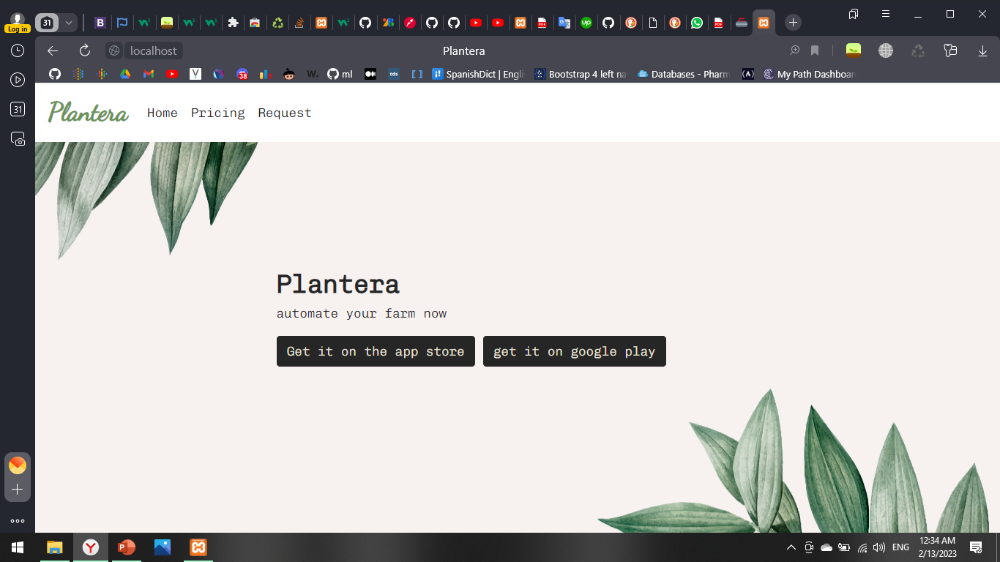 Log in
31
localhost
Plantera
31
38
ml
tds
SpanishDict | Engli
Bootstrap 4 left na
Databases - Pharm
My Path Dashboar
Plantera
Home
Pricing
Request
Plantera
automate your farm now
Get it on the app store
get it on google play
ENG
12:34 AM
2/13/2023